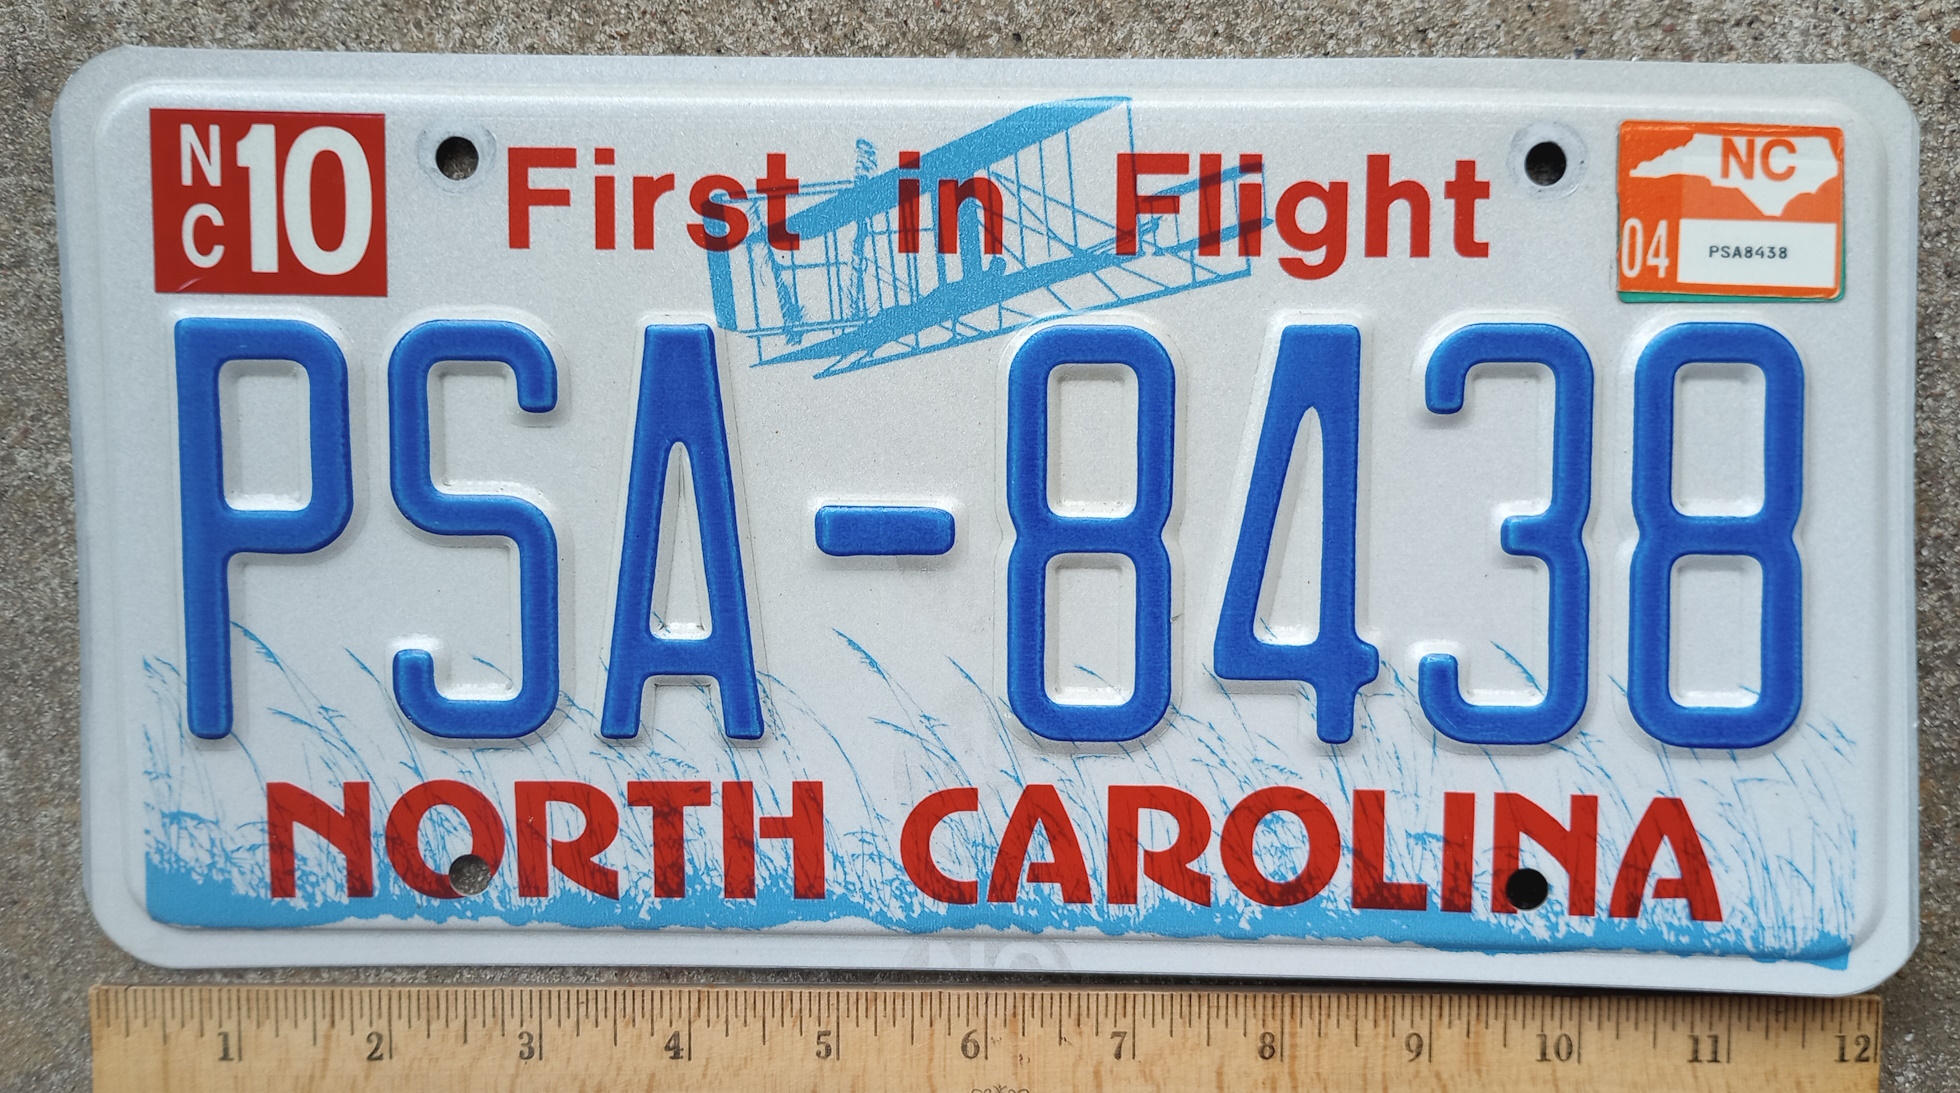 NC 10
First in Flight
NC
04 PSA8438
PSA-8438
NORTH CAROLINA
NC
1 2 3 4 5 6 7 8 9 10 11 12